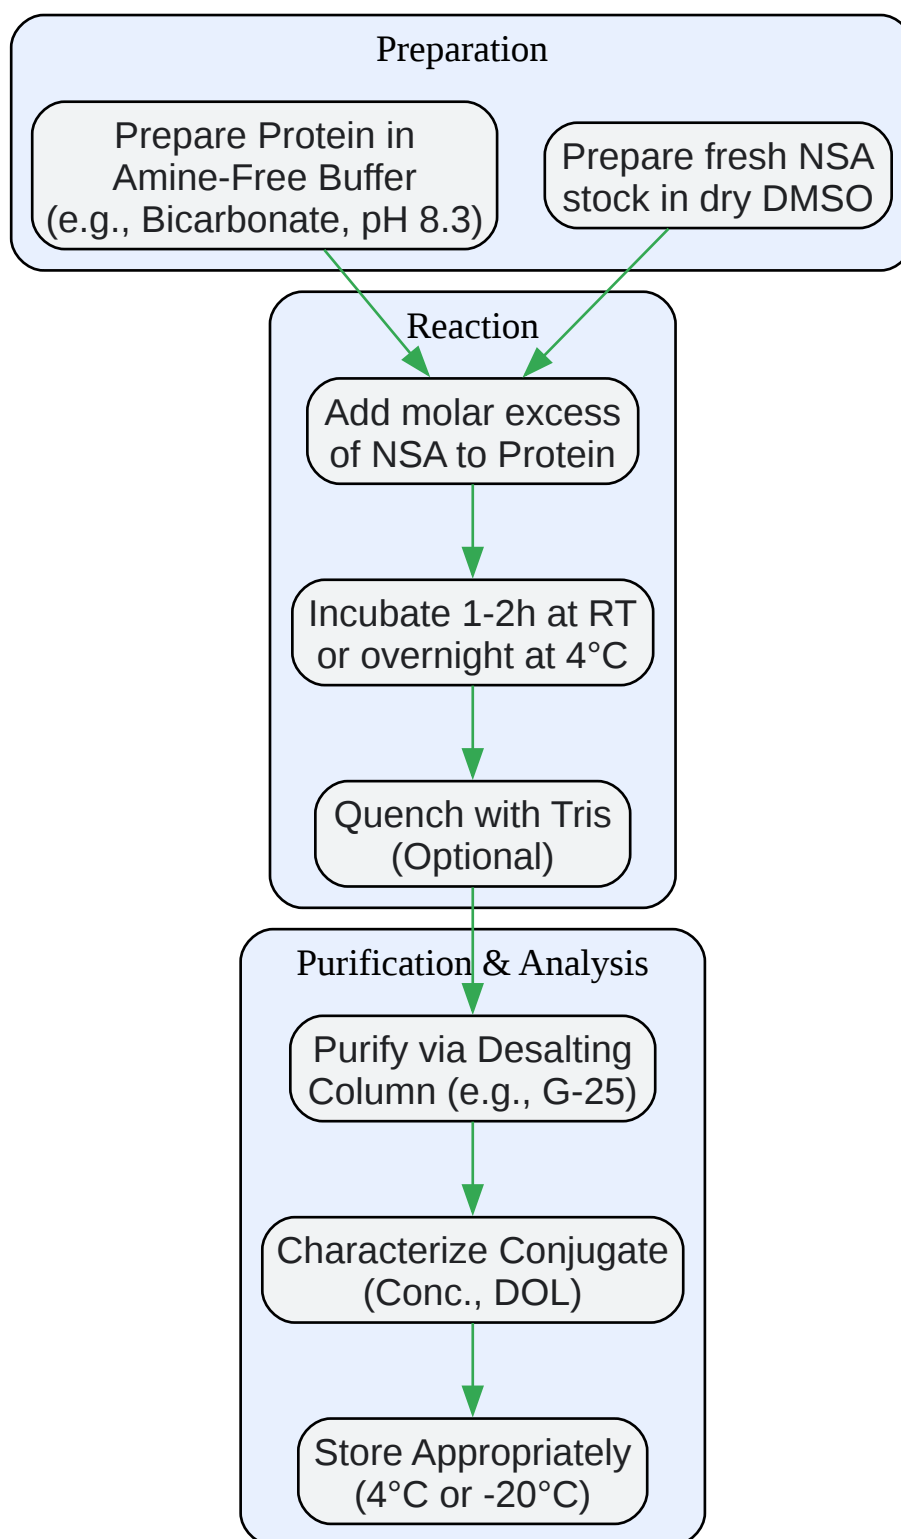 Preparation
Prepare Protein in
Amine-Free Buffer
(e.g., Bicarbonate, pH 8.3)
Prepare fresh NSA
stock in dry DMSO
Reaction
Add molar excess
of NSA to Protein
Incubate 1-2h at RT
or overnight at 4°C
Quench with Tris
(Optional)
Purification & Analysis
Purify via Desalting
Column (e.g., G-25)
Characterize Conjugate
(Conc., DOL)
Store Appropriately
(4°C or -20°C)